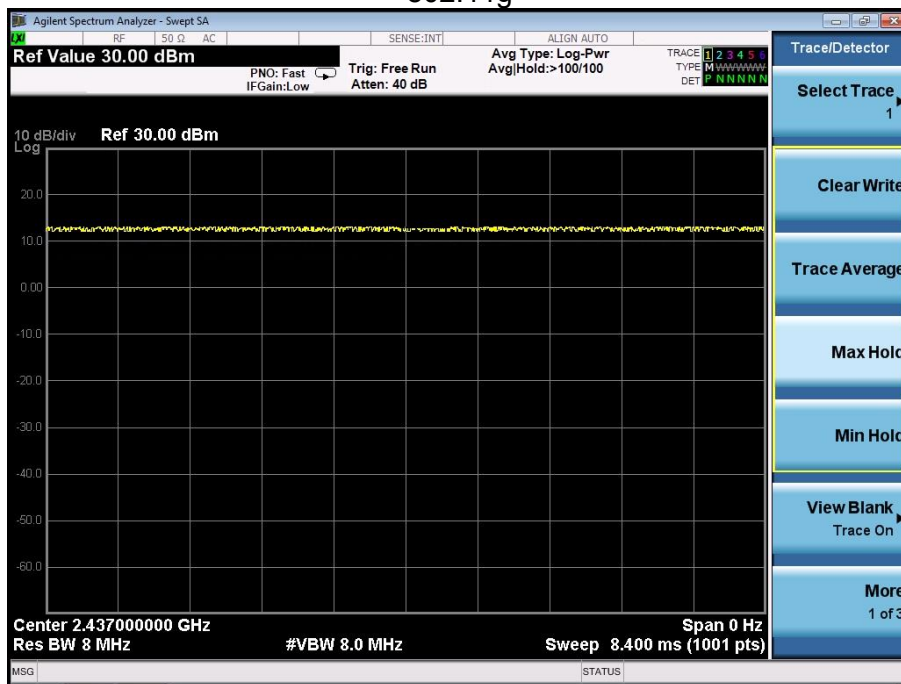 Agilent Spectrum Analyzer - Swept SA
LXI RF 50 Ω AC SENSE:INT ALIGN AUTO
Ref Value 30.00 dBm
PNO: Fast
IFGain:Low
Trig: Free Run
Atten: 40 dB
Avg Type: Log-Pwr
Avg|Hold:>100/100
TRACE 1 2 3 4 5 6
TYPE M WWWWW
DET P N N N N N
10 dB/div Ref 30.00 dBm
Log
20.0
10.0
0.00
-10.0
-20.0
-30.0
-40.0
-50.0
-60.0
Center 2.437000000 GHz Span 0 Hz
Res BW 8 MHz #VBW 8.0 MHz Sweep 8.400 ms (1001 pts)
MSG STATUS
Trace/Detector
Select Trace
1
Clear Write
Trace Average
Max Hold
Min Hold
View Blank
Trace On
More
1 of 3